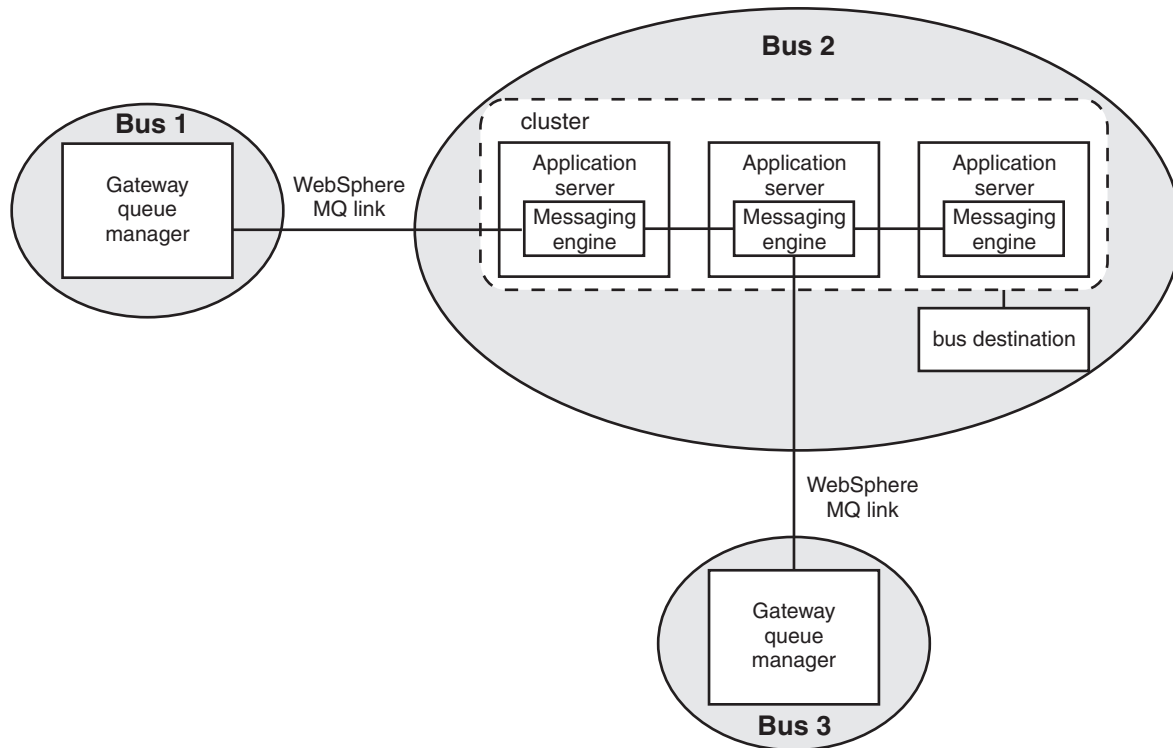 Bus 2
cluster
Bus 1
Gateway
queue
manager
WebSphere
MQ link
Application
server
Messaging
engine
Application
server
Messaging
engine
Application
server
Messaging
engine
bus destination
WebSphere
MQ link
Gateway
queue
manager
Bus 3